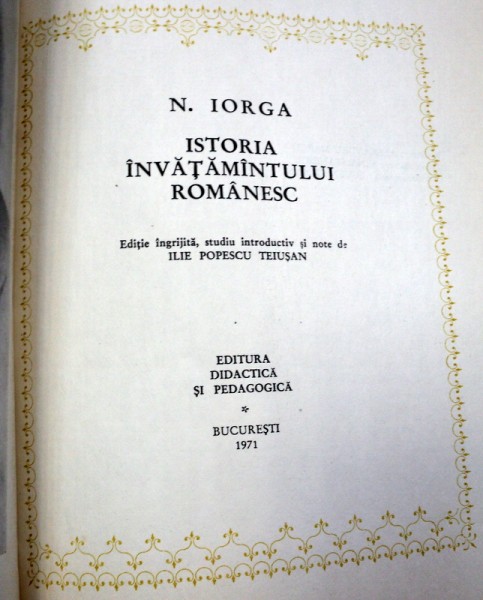 N. IORGA
ISTORIA
ÎNVĂȚĂMÎNTULUI
ROMÂNESC
Ediție îngrijită, studiu introductiv și note de
ILIE POPESCU TEIUȘAN
EDITURA
DIDACTICĂ
ȘI PEDAGOGICĂ
*
BUCUREȘTI
1971